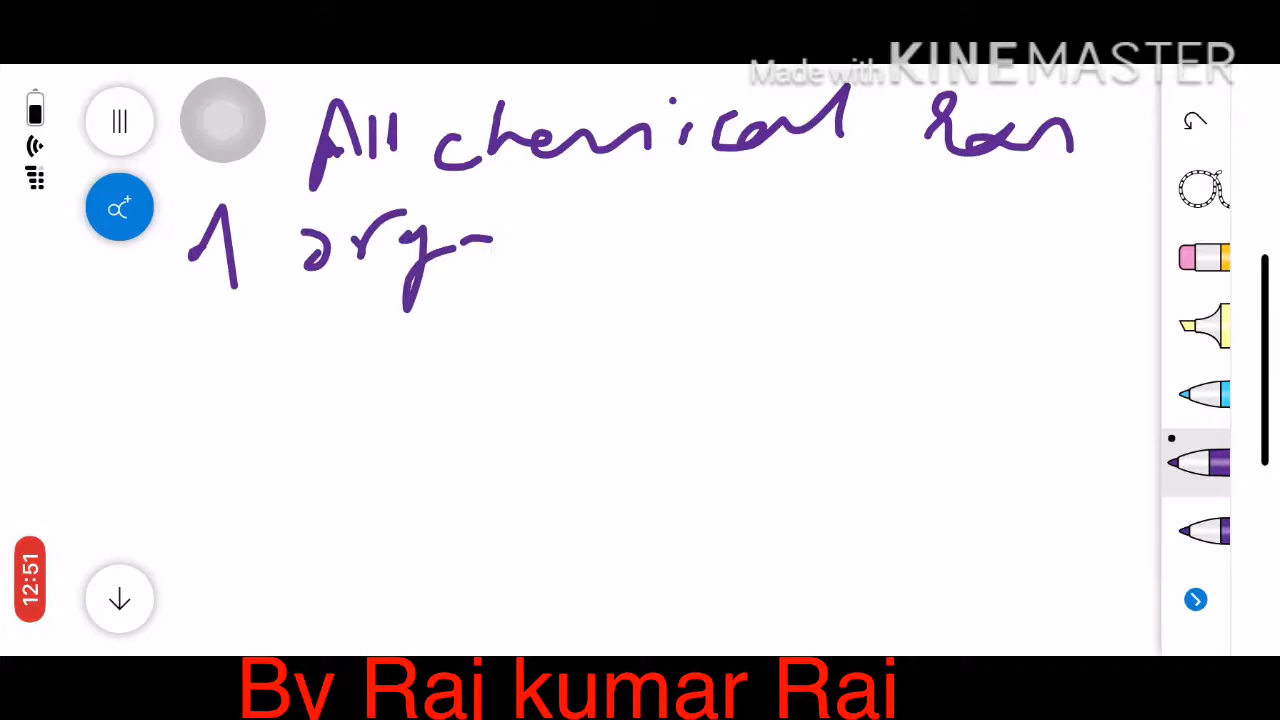 Made with KINEMASTER
All chemical Rxn
1 org
12:51
By Raj kumar Rai